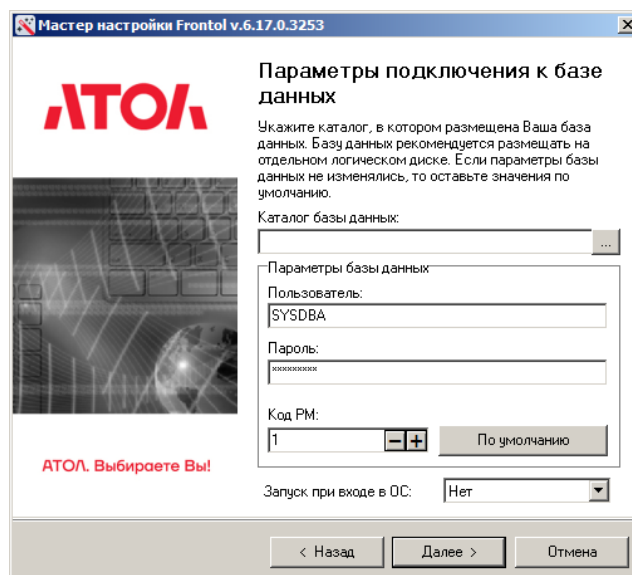 Мастер настройки Frontol v.6.17.0.3253
АТОЛ
Параметры подключения к базе
данных
Укажите каталог, в котором размещена Ваша база
данных. Базу данных рекомендуется размещать на
отдельном логическом диске. Если параметры базы
данных не изменялись, то оставьте значения по
умолчанию.
Каталог базы данных:
...
Параметры базы данных
Пользователь:
SYSDBA
Пароль:
*********
Код РМ:
1
По умолчанию
АТОЛ. Выбираете Вы!
Запуск при входе в ОС:
Нет
< Назад
Далее >
Отмена